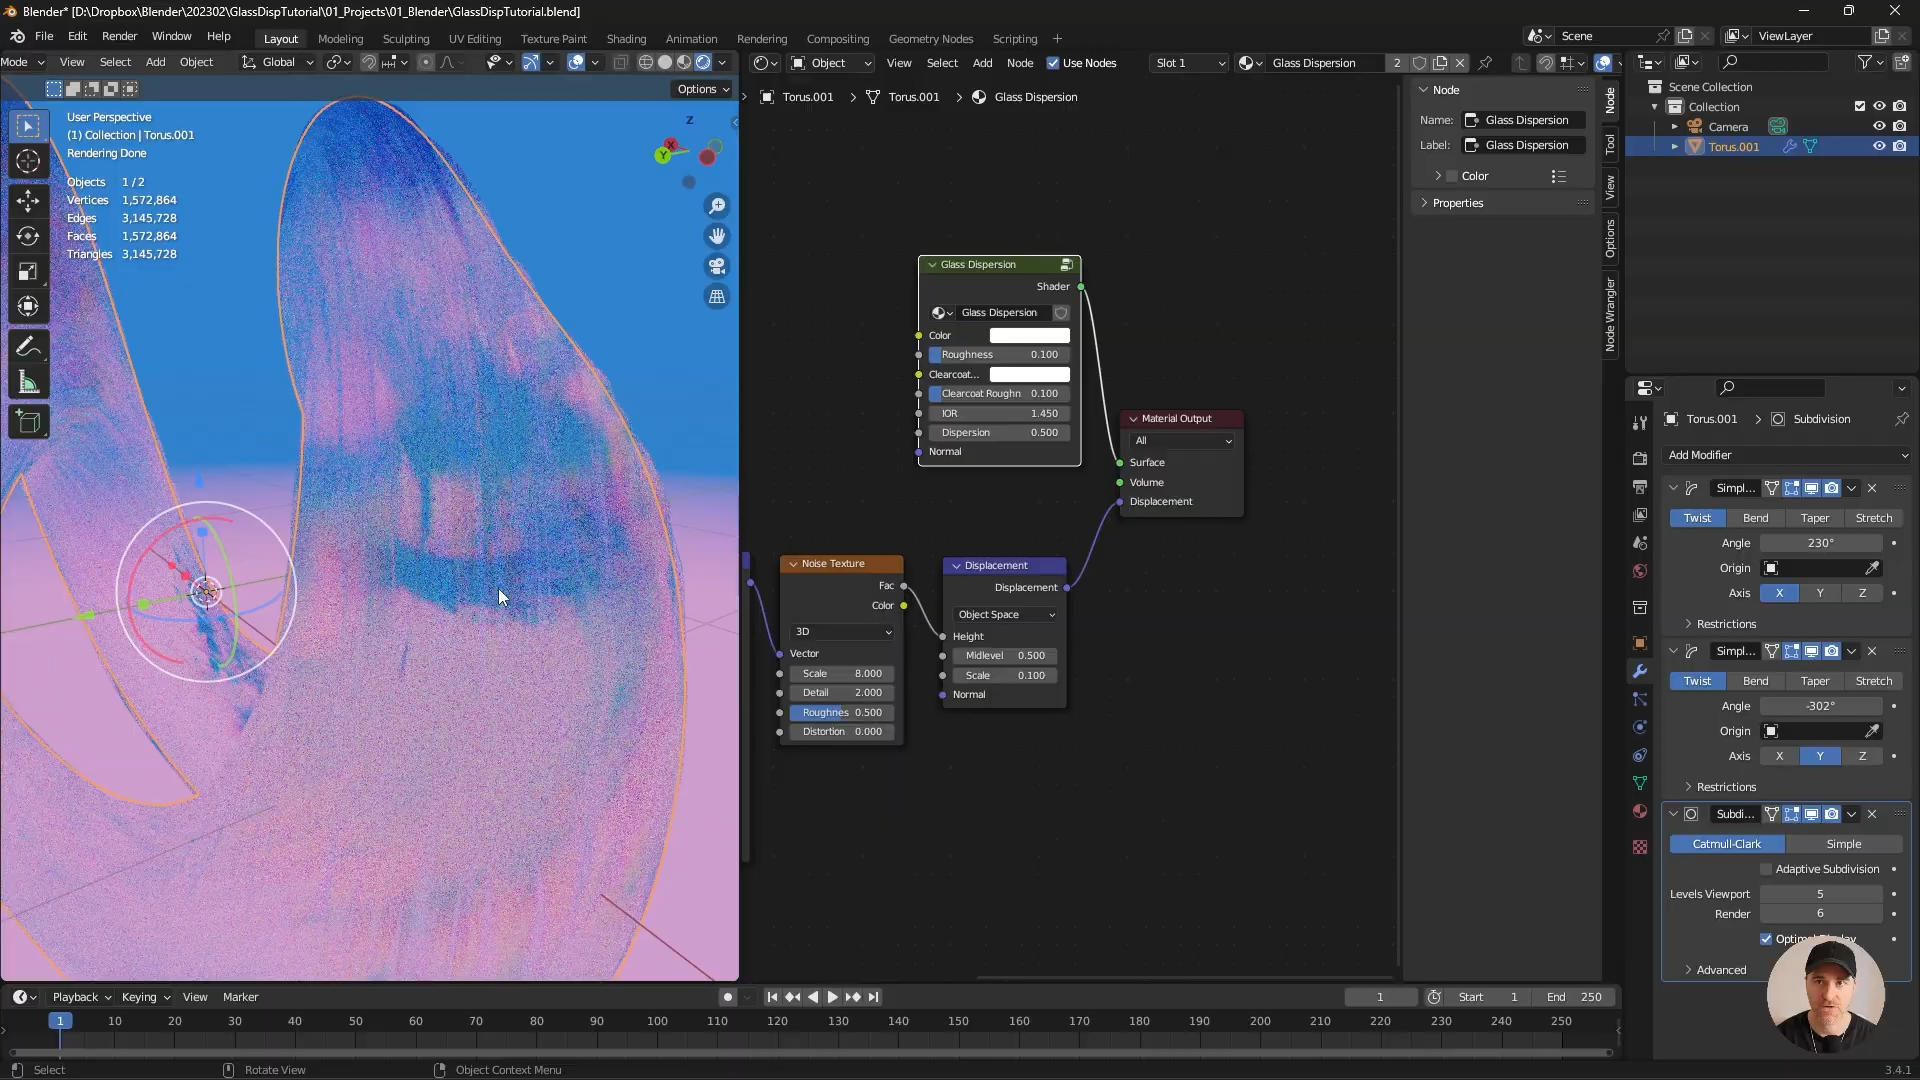 Blender* [D:\Dropbox\Blender\202302\GlassDispTutorial\01_Projects\01_Blender\GlassDispTutorial.blend]
File Edit Render Window Help Layout Modeling Sculpting UV Editing Texture Paint Shading Animation Rendering Compositing Geometry Nodes Scripting + Scene ViewLayer
Mode View Select Add Object Global Object View Select Add Node Use Nodes Slot 1 Glass Dispersion 2
Options
Torus.001 > Torus.001 > Glass Dispersion
User Perspective
(1) Collection | Torus.001
Rendering Done
Objects 1/2
Vertices 1,572,864
Edges 3,145,728
Faces 1,572,864
Triangles 3,145,728
Z
X
Y
Glass Dispersion
Shader
Glass Dispersion
Color
Roughness 0.100
Clearcoat...
Clearcoat Roughn 0.100
IOR 1.450
Dispersion 0.500
Normal
Material Output
All
Surface
Volume
Displacement
Noise Texture
Fac
Color
3D
Vector
Scale 8.000
Detail 2.000
Roughnes 0.500
Distortion 0.000
Displacement
Displacement
Object Space
Height
Midlevel 0.500
Scale 0.100
Normal
Node
Name: Glass Dispersion
Label: Glass Dispersion
Color
Properties
Node
Tool
View
Options
Node Wrangler
Scene Collection
Collection
Camera
Torus.001
Torus.001 > Subdivision
Add Modifier
Simpl...
Twist Bend Taper Stretch
Angle 230°
Origin
Axis X Y Z
Restrictions
Simpl...
Twist Bend Taper Stretch
Angle -302°
Origin
Axis X Y Z
Restrictions
Subdi...
Catmull-Clark Simple
Adaptive Subdivision
Levels Viewport 5
Render 6
Advanced
Playback Keying View Marker 1 Start 1 End 250
1 10 20 30 40 50 60 70 80 90 100 110 120 130 140 150 160 170 180 190 200 210 220 230 240 250
Select Rotate View Object Context Menu 3.4.1